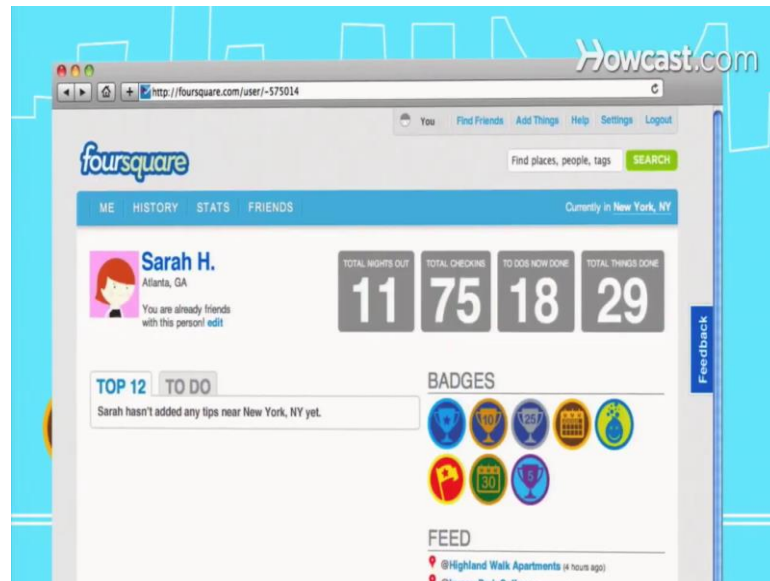 Howcast.com
http://foursquare.com/user/-575014
You Find Friends Add Things Help Settings Logout
foursquare
Find places, people, tags SEARCH
ME HISTORY STATS FRIENDS Currently in New York, NY
Sarah H.
Atlanta, GA
You are already friends
with this person! edit
TOTAL NIGHTS OUT
11
TOTAL CHECKINS
75
TO DOS NOW DONE
18
TOTAL THINGS DONE
29
Feedback
TOP 12 TO DO
Sarah hasn't added any tips near New York, NY yet.
BADGES
10
25
30
5
FEED
@Highland Walk Apartments (4 hours ago)